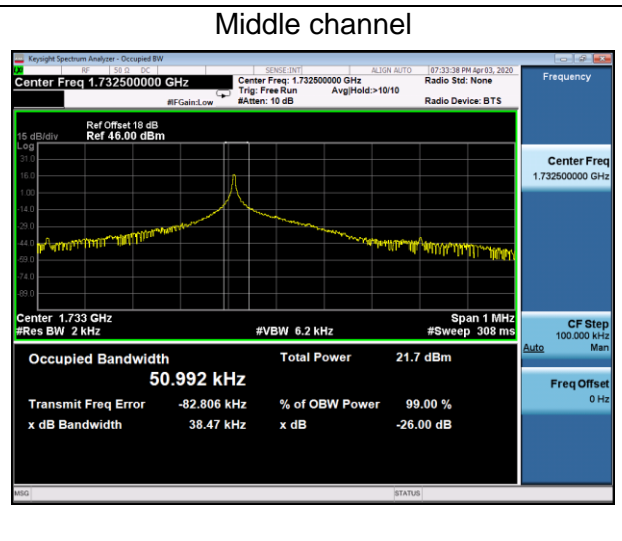 Middle channel
Keysight Spectrum Analyzer - Occupied BW
RF 50 Ω DC SENSE:INT ALIGN AUTO 07:33:38 PM Apr 03, 2020
Center Freq 1.732500000 GHz
Center Freq: 1.732500000 GHz Radio Std: None
Trig: Free Run Avg|Hold:>10/10
#IFGain:Low #Atten: 10 dB Radio Device: BTS
Frequency
Ref Offset 18 dB
15 dB/div Ref 46.00 dBm
Log
31.0
16.0
1.00
-14.0
-29.0
-44.0
-59.0
-74.0
-89.0
Center Freq
1.732500000 GHz
Center 1.733 GHz Span 1 MHz
#Res BW 2 kHz #VBW 6.2 kHz #Sweep 308 ms
CF Step
100.000 kHz
Auto Man
Occupied Bandwidth Total Power 21.7 dBm
50.992 kHz
Transmit Freq Error -82.806 kHz % of OBW Power 99.00 %
x dB Bandwidth 38.47 kHz x dB -26.00 dB
Freq Offset
0 Hz
MSG STATUS